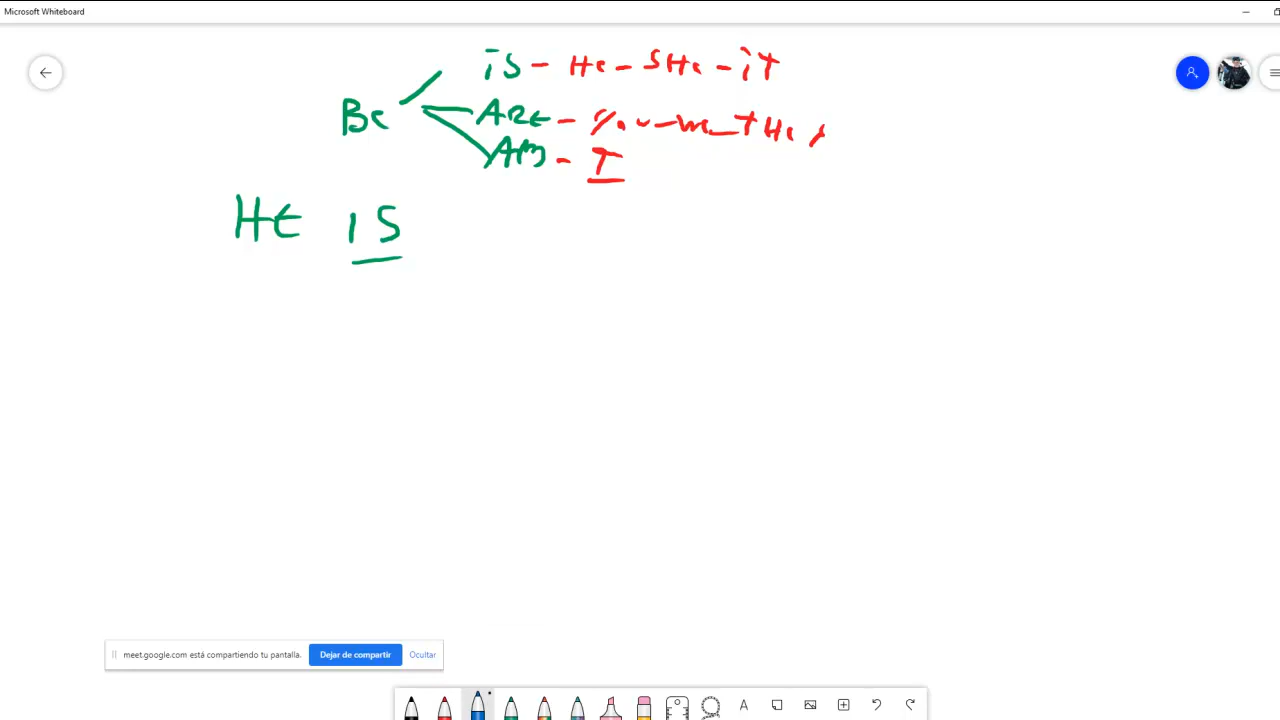 Microsoft Whiteboard
iS - He - SHe - iT
Be
ARE - You - We - THey
AM - I
HE IS
meet.google.com está compartiendo tu pantalla. Dejar de compartir Ocultar
A